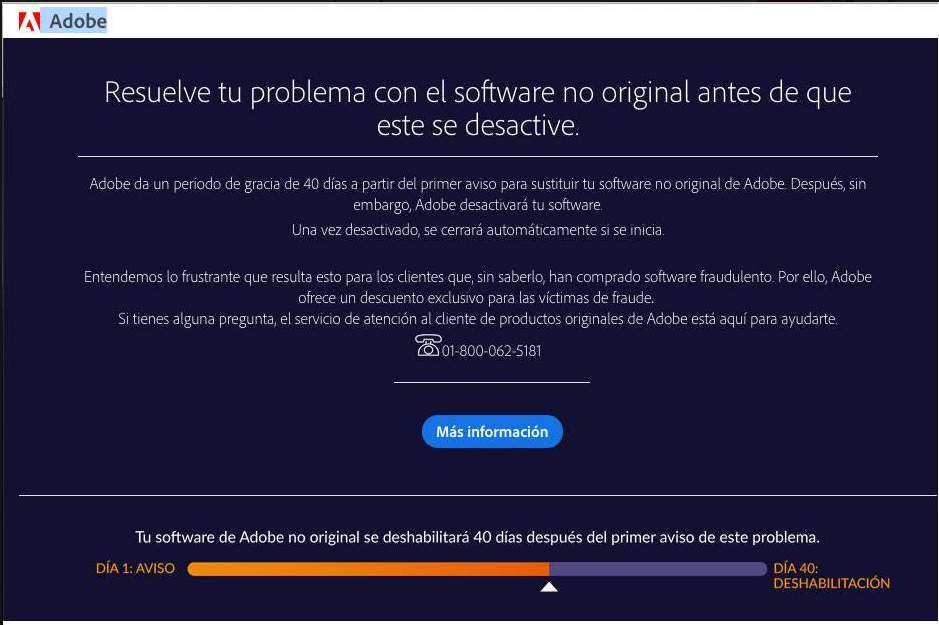 Adobe
Resuelve tu problema con el software no original antes de que
este se desactive.
Adobe da un periodo de gracia de 40 días a partir del primer aviso para sustituir tu software no original de Adobe. Después, sin
embargo, Adobe desactivará tu software.
Una vez desactivado, se cerrará automáticamente si se inicia.
Entendemos lo frustrante que resulta esto para los clientes que, sin saberlo, han comprado software fraudulento. Por ello, Adobe
ofrece un descuento exclusivo para las víctimas de fraude.
Si tienes alguna pregunta, el servicio de atención al cliente de productos originales de Adobe está aquí para ayudarte.
01-800-062-5181
Más información
Tu software de Adobe no original se deshabilitará 40 días después del primer aviso de este problema.
DÍA 1: AVISO
DÍA 40:
DESHABILITACIÓN